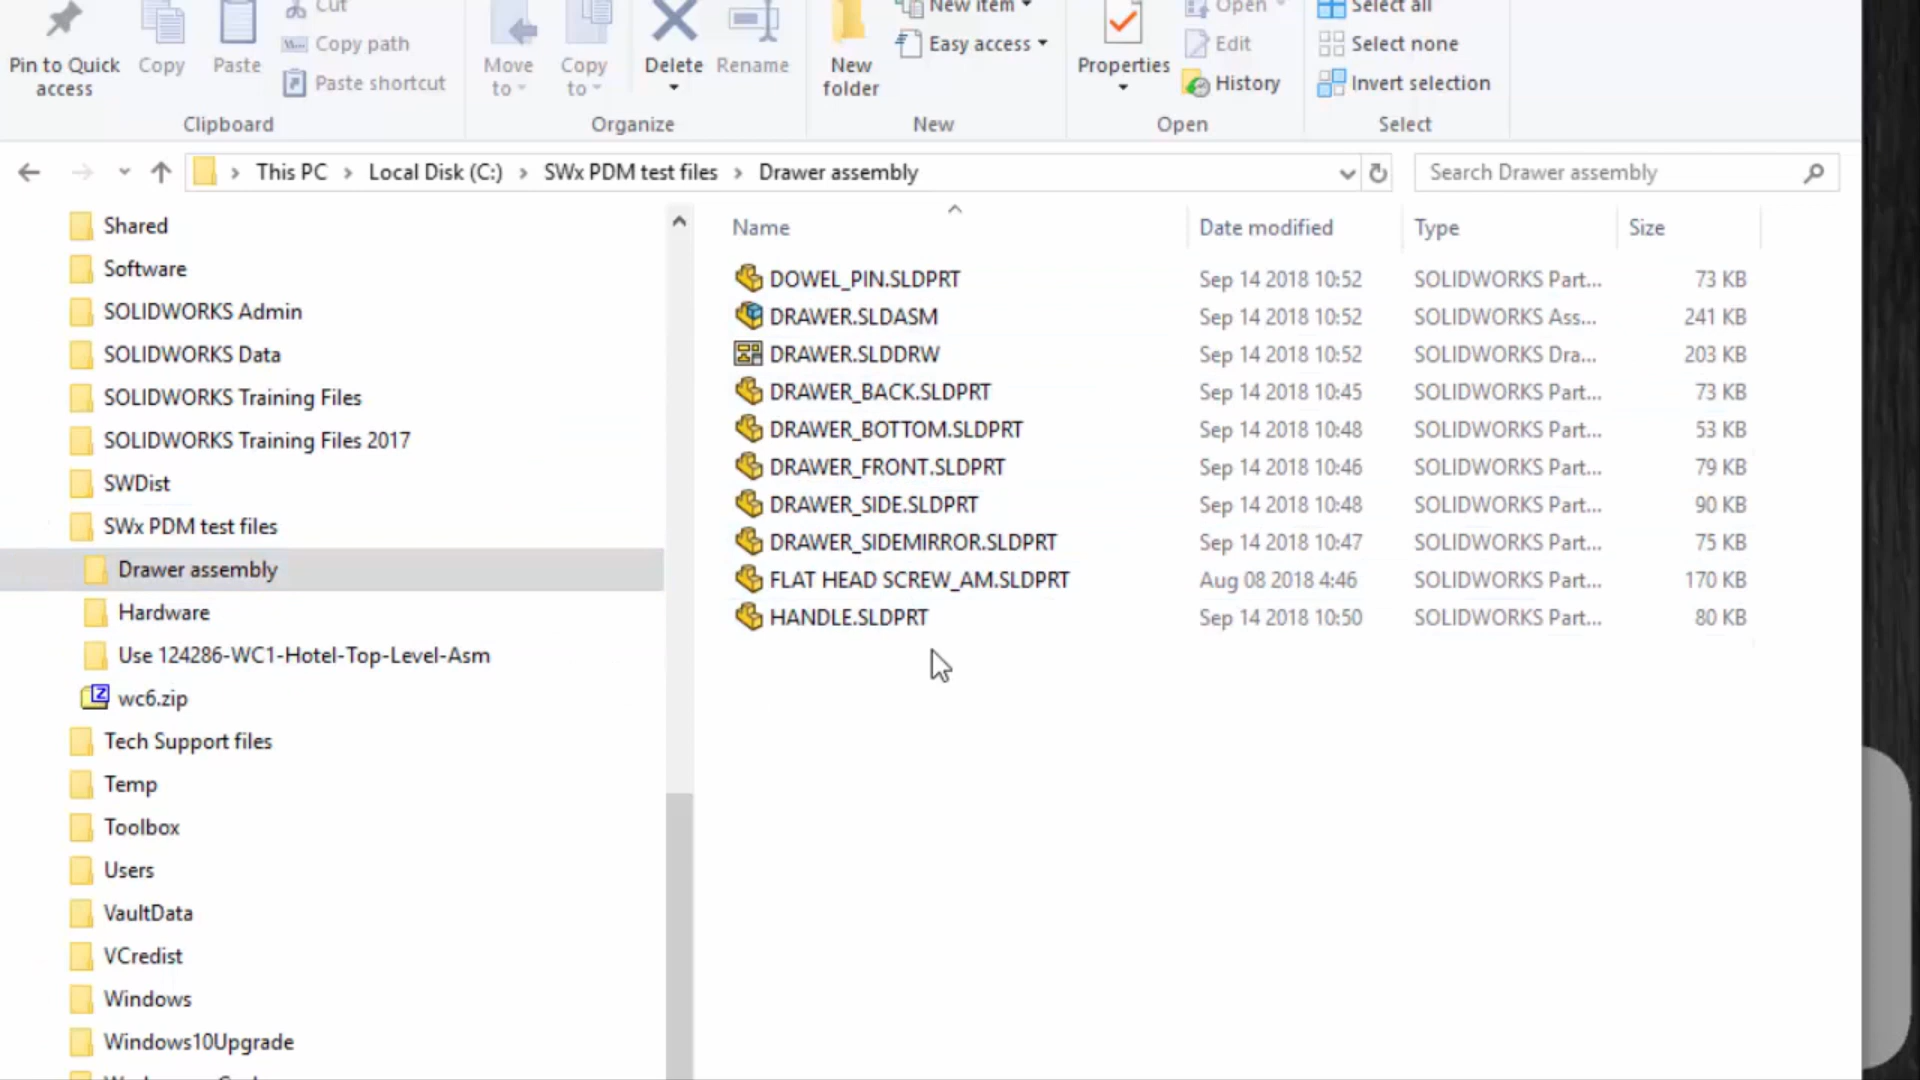 Cut
New item
Open
Select all
Copy path
Easy access
Edit
Select none
Pin to Quick access
Copy
Paste
Paste shortcut
Move to
Copy to
Delete
Rename
New folder
Properties
History
Invert selection
Clipboard
Organize
New
Open
Select
This PC > Local Disk (C:) > SWx PDM test files > Drawer assembly
Search Drawer assembly
Shared
Software
SOLIDWORKS Admin
SOLIDWORKS Data
SOLIDWORKS Training Files
SOLIDWORKS Training Files 2017
SWDist
SWx PDM test files
Drawer assembly
Hardware
Use 124286-WC1-Hotel-Top-Level-Asm
wc6.zip
Tech Support files
Temp
Toolbox
Users
VaultData
VCredist
Windows
Windows10Upgrade
Name Date modified Type Size
DOWEL_PIN.SLDPRT Sep 14 2018 10:52 SOLIDWORKS Part... 73 KB
DRAWER.SLDASM Sep 14 2018 10:52 SOLIDWORKS Ass... 241 KB
DRAWER.SLDDRW Sep 14 2018 10:52 SOLIDWORKS Dra... 203 KB
DRAWER_BACK.SLDPRT Sep 14 2018 10:45 SOLIDWORKS Part... 73 KB
DRAWER_BOTTOM.SLDPRT Sep 14 2018 10:48 SOLIDWORKS Part... 53 KB
DRAWER_FRONT.SLDPRT Sep 14 2018 10:46 SOLIDWORKS Part... 79 KB
DRAWER_SIDE.SLDPRT Sep 14 2018 10:48 SOLIDWORKS Part... 90 KB
DRAWER_SIDEMIRROR.SLDPRT Sep 14 2018 10:47 SOLIDWORKS Part... 75 KB
FLAT HEAD SCREW_AM.SLDPRT Aug 08 2018 4:46 SOLIDWORKS Part... 170 KB
HANDLE.SLDPRT Sep 14 2018 10:50 SOLIDWORKS Part... 80 KB